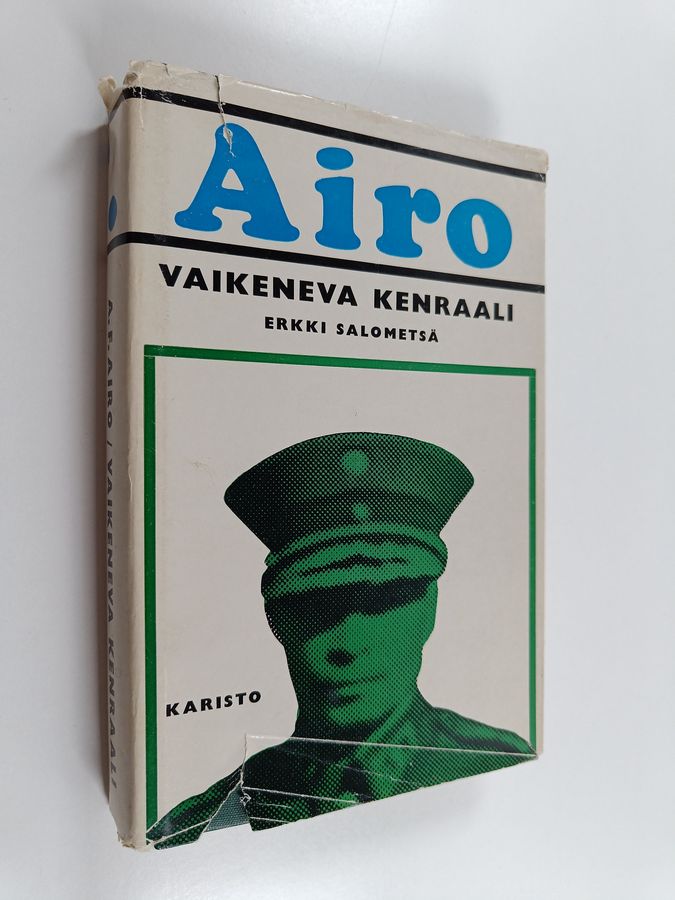 Airo
VAIKENEVA KENRAALI
ERKKI SALOMETSÄ
KARISTO
A.F. AIRO / VAIKENEVA KENRAALI